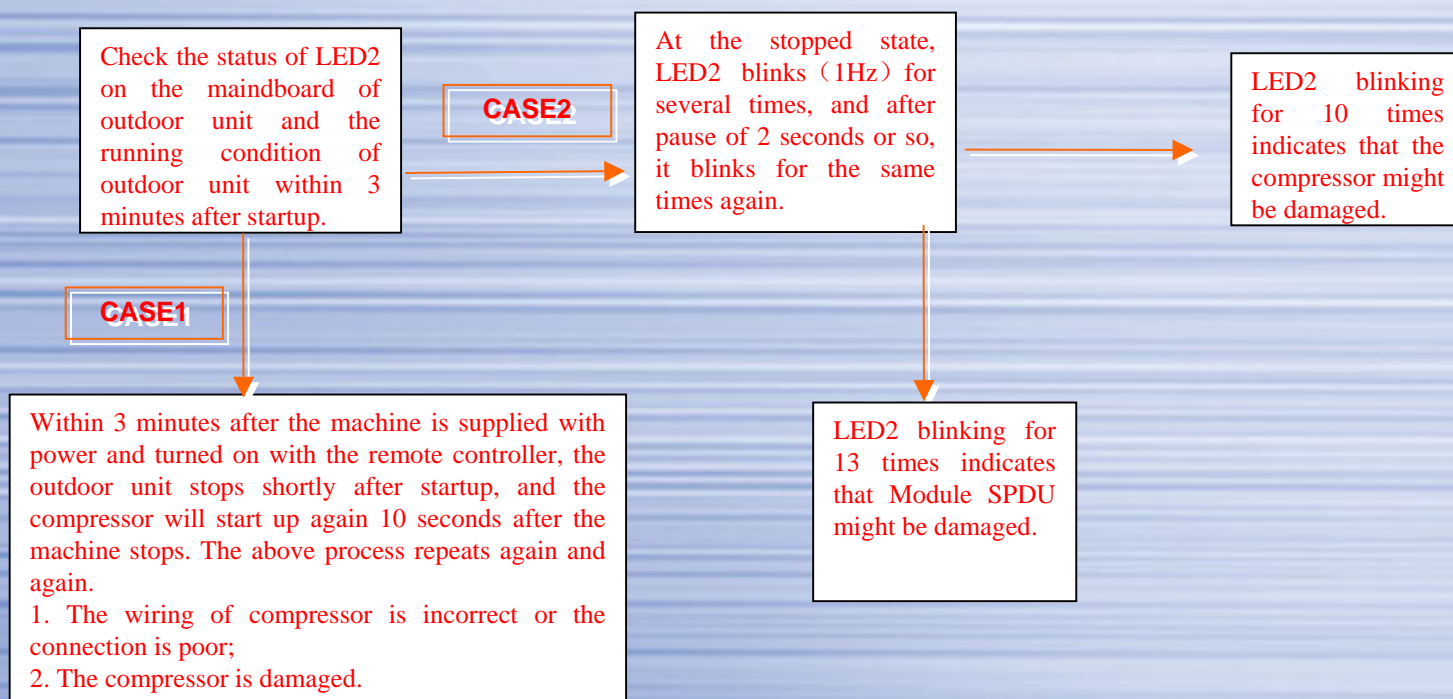 Check the status of LED2
on the maindboard of
outdoor unit and the
running condition of
outdoor unit within 3
minutes after startup.
CASE2
At the stopped state,
LED2 blinks（1Hz）for
several times, and after
pause of 2 seconds or so,
it blinks for the same
times again.
LED2 blinking
for 10 times
indicates that the
compressor might
be damaged.
CASE1
Within 3 minutes after the machine is supplied with
power and turned on with the remote controller, the
outdoor unit stops shortly after startup, and the
compressor will start up again 10 seconds after the
machine stops. The above process repeats again and
again.
1. The wiring of compressor is incorrect or the
connection is poor;
2. The compressor is damaged.
LED2 blinking for
13 times indicates
that Module SPDU
might be damaged.